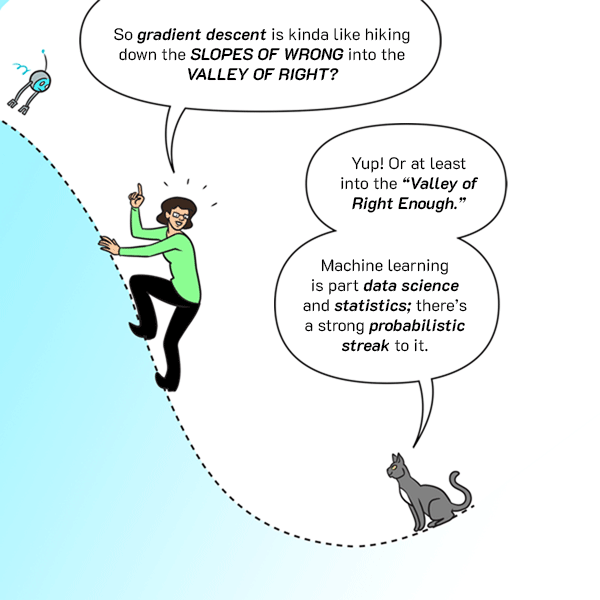 So gradient descent is kinda like hiking
down the SLOPES OF WRONG into the
VALLEY OF RIGHT?
Yup! Or at least
into the “Valley of
Right Enough.”
Machine learning
is part data science
and statistics; there’s
a strong probabilistic
streak to it.